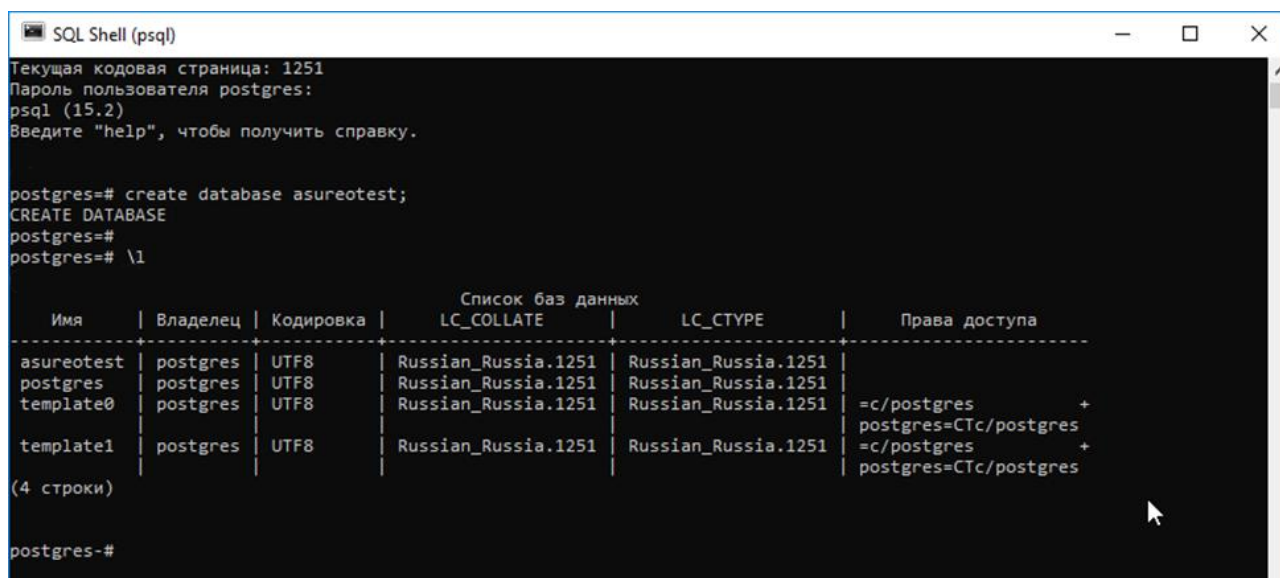 SQL Shell (psql)
Текущая кодовая страница: 1251
Пароль пользователя postgres:
psql (15.2)
Введите "help", чтобы получить справку.
postgres=# create database asureotest;
CREATE DATABASE
postgres=#
postgres=# \l
Список баз данных
Имя | Владелец | Кодировка | LC_COLLATE | LC_CTYPE | Права доступа
-------------+----------+-----------+---------------------+---------------------+-----------------------
asureotest | postgres | UTF8 | Russian_Russia.1251 | Russian_Russia.1251 |
postgres | postgres | UTF8 | Russian_Russia.1251 | Russian_Russia.1251 |
template0 | postgres | UTF8 | Russian_Russia.1251 | Russian_Russia.1251 | =c/postgres +
| | | | | postgres=CTc/postgres
template1 | postgres | UTF8 | Russian_Russia.1251 | Russian_Russia.1251 | =c/postgres +
| | | | | postgres=CTc/postgres
(4 строки)
postgres-#